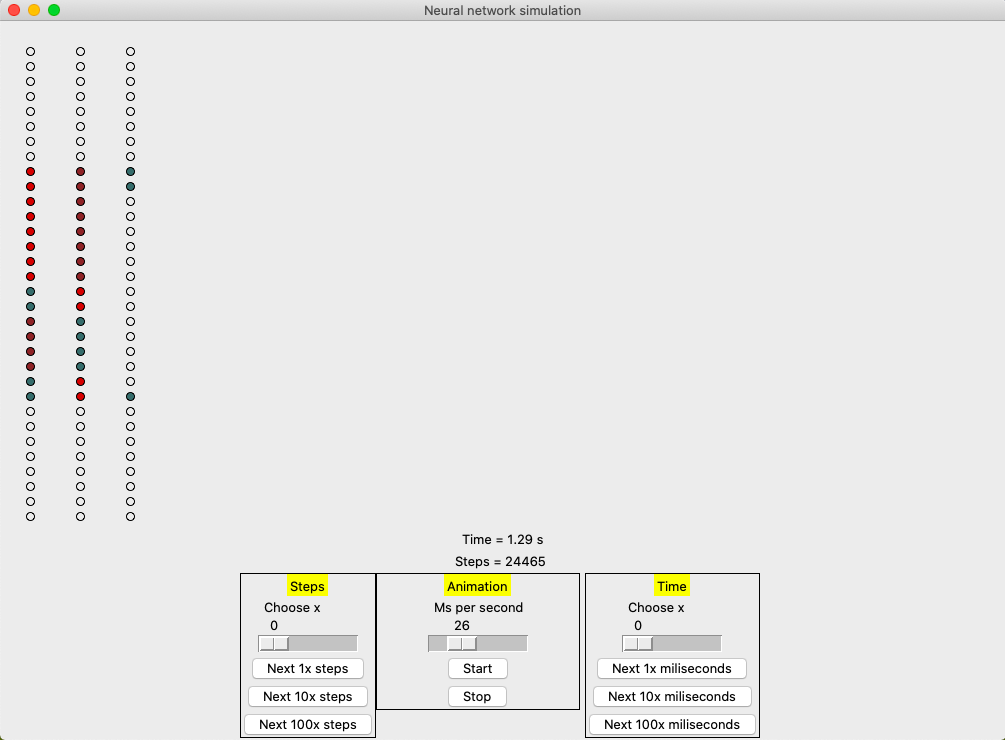 Neural network simulation
Time = 1.29 s
Steps = 24465
Steps
Choose x
0
Next 1x steps
Next 10x steps
Next 100x steps
Animation
Ms per second
26
Start
Stop
Time
Choose x
0
Next 1x miliseconds
Next 10x miliseconds
Next 100x miliseconds